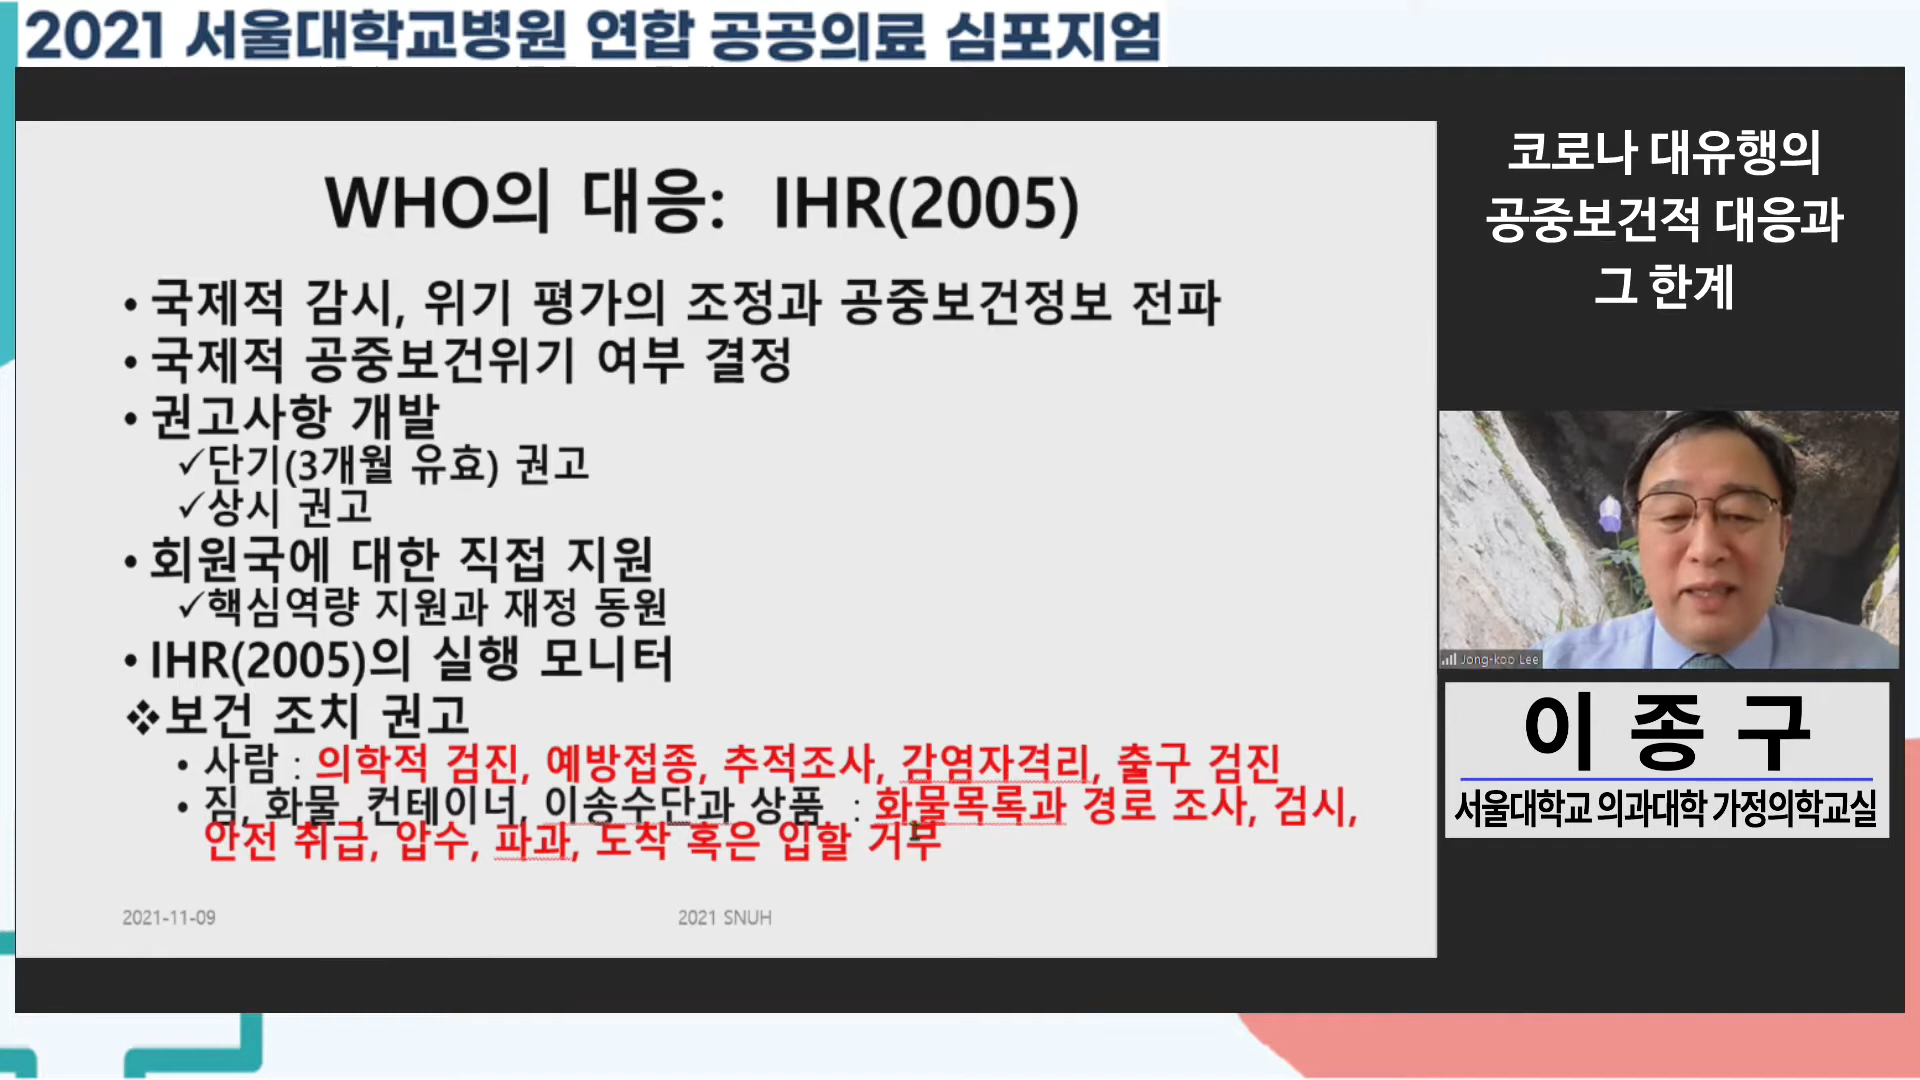 2021 서울대학교병원 연합 공공의료 심포지엄
WHO의 대응: IHR(2005)
• 국제적 감시, 위기 평가의 조정과 공중보건정보 전파
• 국제적 공중보건위기 여부 결정
• 권고사항 개발
✓단기(3개월 유효) 권고
✓상시 권고
• 회원국에 대한 직접 지원
✓핵심역량 지원과 재정 동원
• IHR(2005)의 실행 모니터
❖보건 조치 권고
• 사람 : 의학적 검진, 예방접종, 추적조사, 감염자격리, 출구 검진
• 짐, 화물 ,컨테이너, 이송수단과 상품 : 화물목록과 경로 조사, 검시,
안전 취급, 압수, 파과, 도착 혹은 입할 거부
2021-11-09
2021 SNUH
코로나 대유행의
공중보건적 대응과
그 한계
Jong-koo Lee
이 종 구
서울대학교 의과대학 가정의학교실